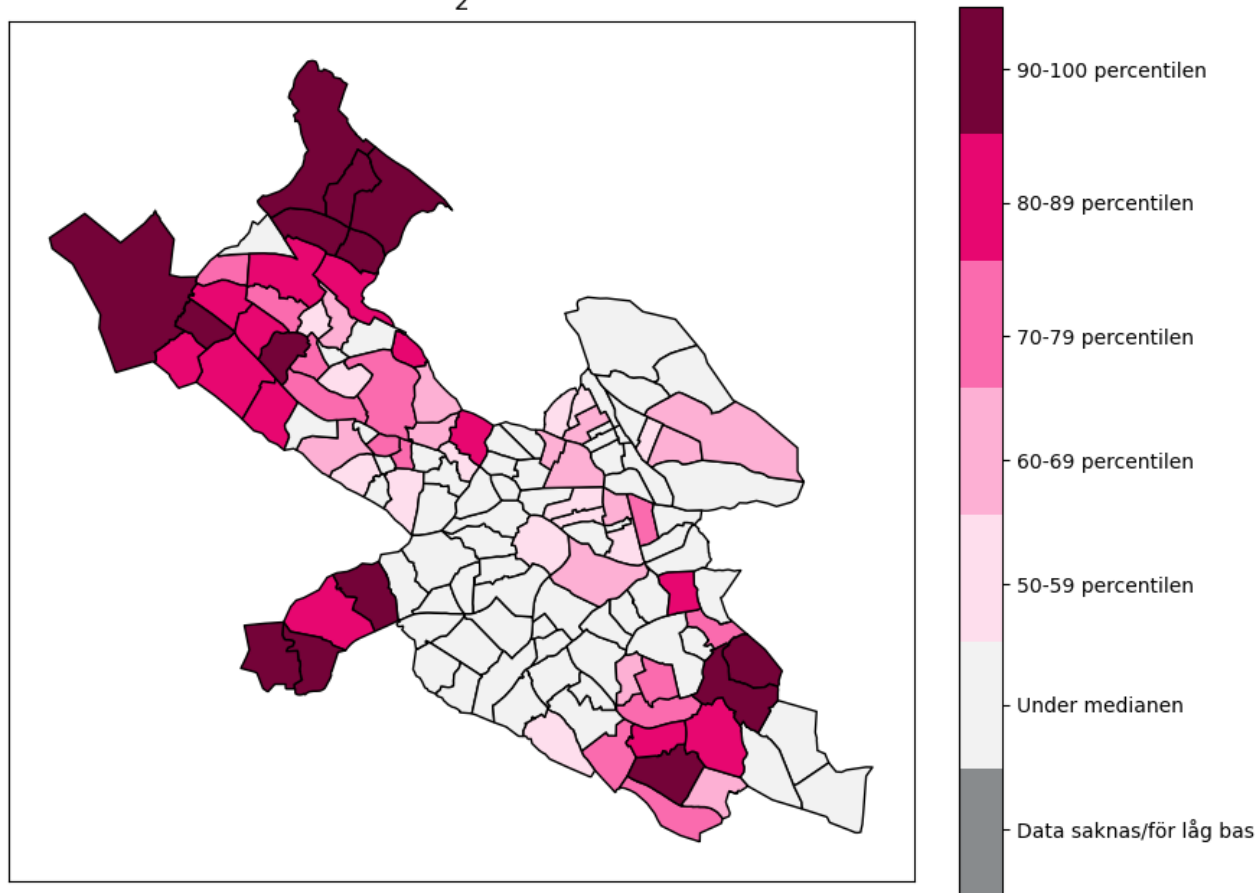 2
90-100 percentilen
80-89 percentilen
70-79 percentilen
60-69 percentilen
50-59 percentilen
Under medianen
Data saknas/för låg bas